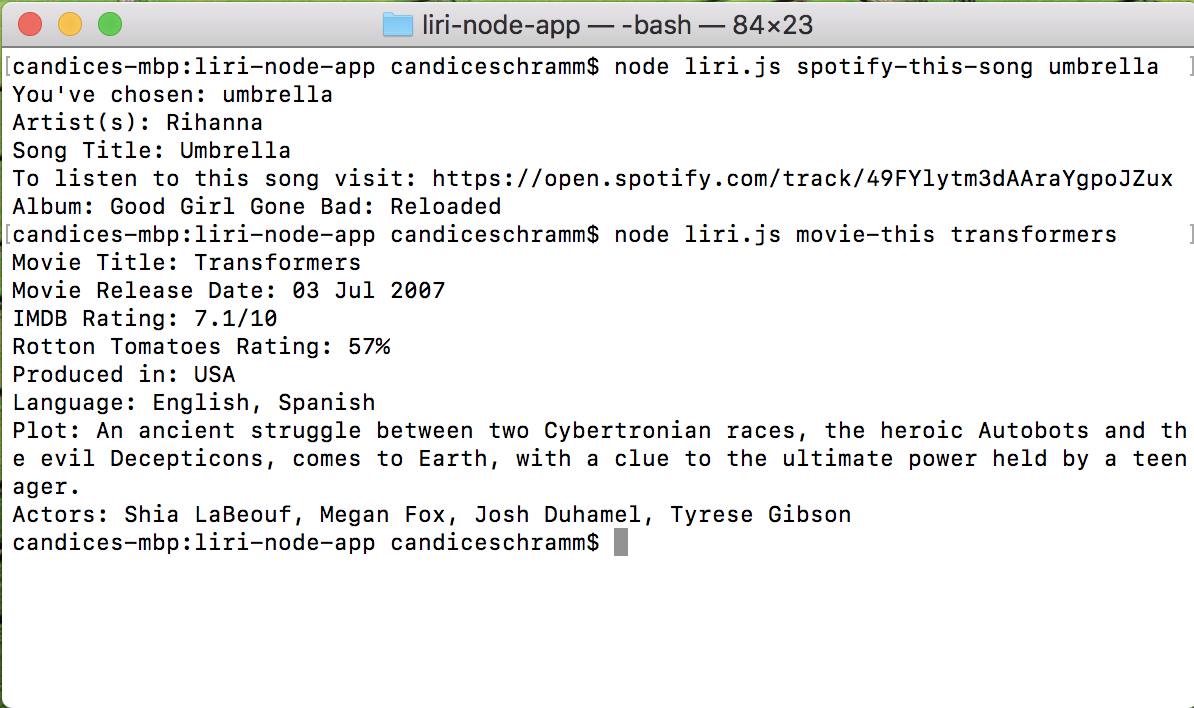 liri-node-app — -bash — 84×23
[candices-mbp:liri-node-app candiceschramm$ node liri.js spotify-this-song umbrella ]
You've chosen: umbrella
Artist(s): Rihanna
Song Title: Umbrella
To listen to this song visit: https://open.spotify.com/track/49FYlytm3dAAraYgpoJZux
Album: Good Girl Gone Bad: Reloaded
[candices-mbp:liri-node-app candiceschramm$ node liri.js movie-this transformers ]
Movie Title: Transformers
Movie Release Date: 03 Jul 2007
IMDB Rating: 7.1/10
Rotton Tomatoes Rating: 57%
Produced in: USA
Language: English, Spanish
Plot: An ancient struggle between two Cybertronian races, the heroic Autobots and th
e evil Decepticons, comes to Earth, with a clue to the ultimate power held by a teen
ager.
Actors: Shia LaBeouf, Megan Fox, Josh Duhamel, Tyrese Gibson
candices-mbp:liri-node-app candiceschramm$